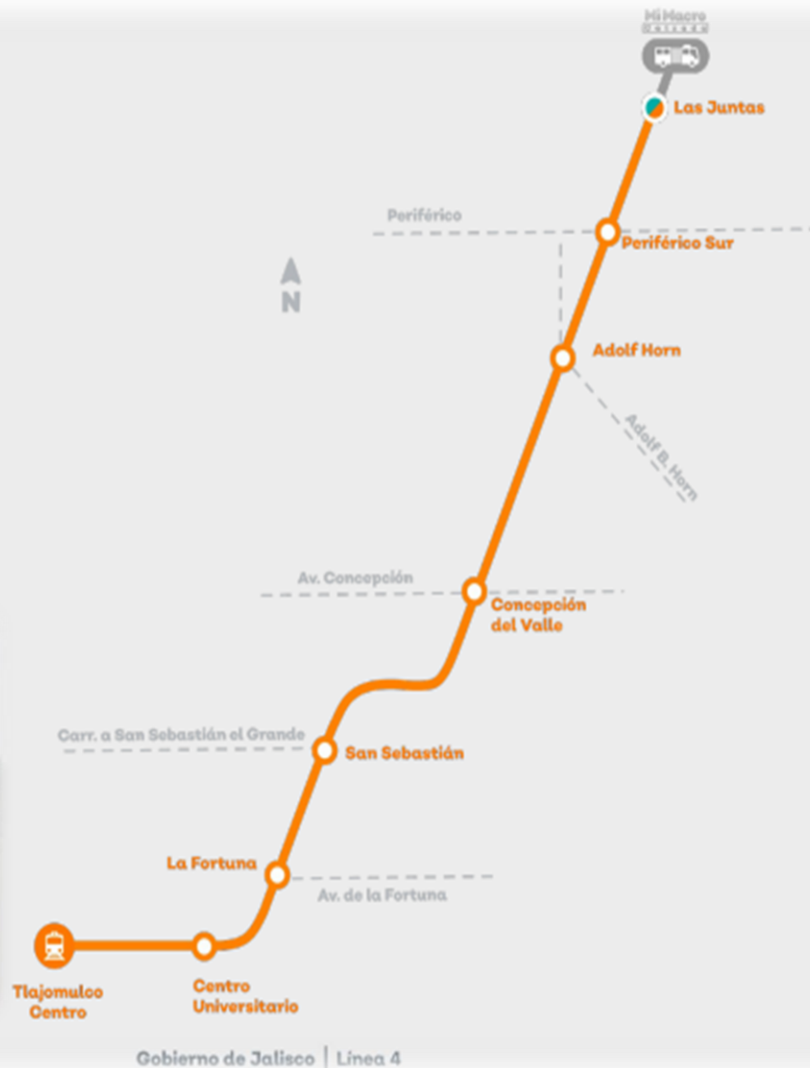 Mi Macro
Calzada
Las Juntas
Periférico
Periférico Sur
N
Adolf Horn
Adolf B. Horn
Av. Concepción
Concepción
del Valle
Carr. a San Sebastián el Grande
San Sebastián
La Fortuna
Av. de la Fortuna
Tlajomulco
Centro
Centro
Universitario
Gobierno de Jalisco | Línea 4